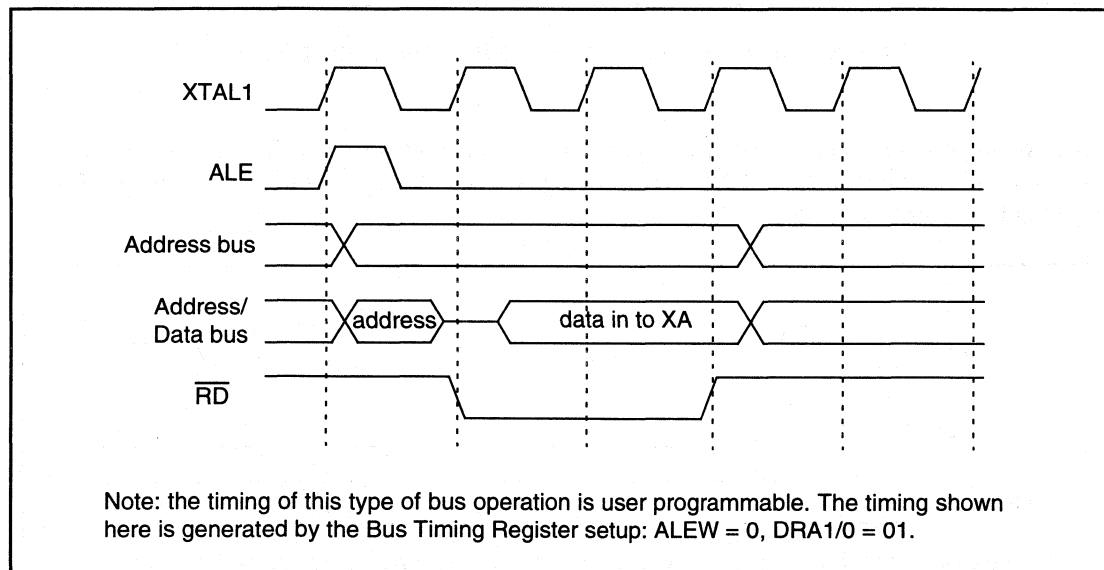 XTAL1
ALE
Address bus
Address/
Data bus
address
data in to XA
RD
Note: the timing of this type of bus operation is user programmable. The timing shown
here is generated by the Bus Timing Register setup: ALEW = 0, DRA1/0 = 01.